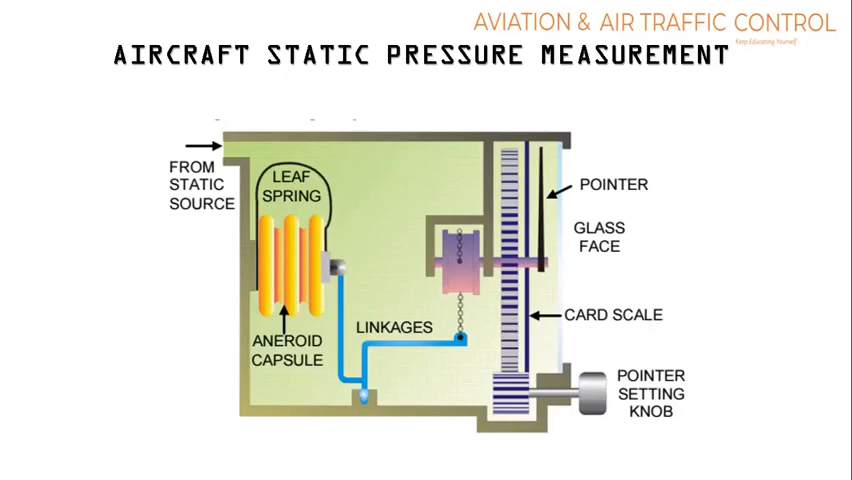 AVIATION & AIR TRAFFIC CONTROL
Keep Educating Yourself
AIRCRAFT STATIC PRESSURE MEASUREMENT
FROM
STATIC
SOURCE
LEAF
SPRING
POINTER
GLASS
FACE
CARD SCALE
LINKAGES
ANEROID
CAPSULE
POINTER
SETTING
KNOB